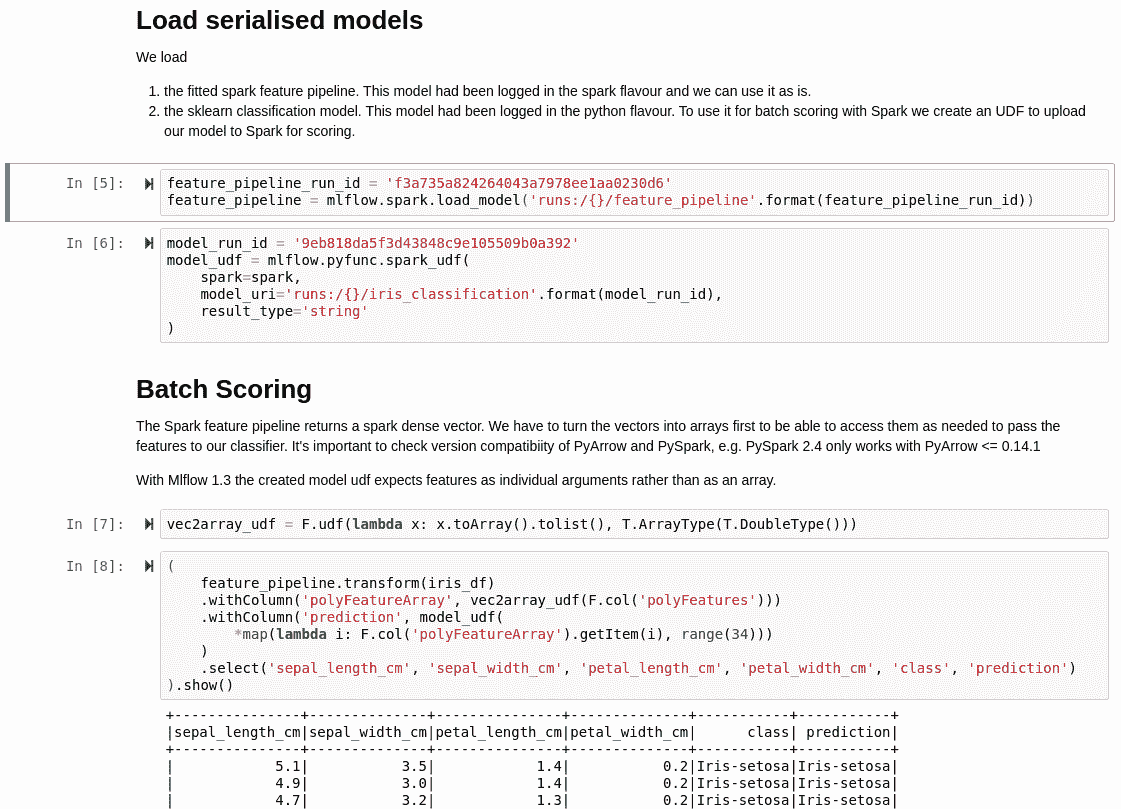 Load serialised models
We load
1. the fitted spark feature pipeline. This model had been logged in the spark flavour and we can use it as is.
2. the sklearn classification model. This model had been logged in the python flavour. To use it for batch scoring with Spark we create an UDF to upload
our model to Spark for scoring.
In [5]: feature_pipeline_run_id = 'f3a735a824264043a7978ee1aa0230d6'
feature_pipeline = mlflow.spark.load_model('runs:/{}/feature_pipeline'.format(feature_pipeline_run_id))
In [6]: model_run_id = '9eb818da5f3d43848c9e105509b0a392'
model_udf = mlflow.pyfunc.spark_udf(
    spark=spark,
    model_uri='runs:/{}/iris_classification'.format(model_run_id),
    result_type='string'
)
Batch Scoring
The Spark feature pipeline returns a spark dense vector. We have to turn the vectors into arrays first to be able to access them as needed to pass the
features to our classifier. It's important to check version compatibiity of PyArrow and PySpark, e.g. PySpark 2.4 only works with PyArrow <= 0.14.1
With Mlflow 1.3 the created model udf expects features as individual arguments rather than as an array.
In [7]: vec2array_udf = F.udf(lambda x: x.toArray().tolist(), T.ArrayType(T.DoubleType()))
In [8]: (
    feature_pipeline.transform(iris_df)
    .withColumn('polyFeatureArray', vec2array_udf(F.col('polyFeatures')))
    .withColumn('prediction', model_udf(
        *map(lambda i: F.col('polyFeatureArray').getItem(i), range(34)))
    )
    .select('sepal_length_cm', 'sepal_width_cm', 'petal_length_cm', 'petal_width_cm', 'class', 'prediction')
).show()
+---------------+--------------+---------------+--------------+-----------+-----------+
|sepal_length_cm|sepal_width_cm|petal_length_cm|petal_width_cm|      class| prediction|
+---------------+--------------+---------------+--------------+-----------+-----------+
|            5.1|           3.5|            1.4|           0.2|Iris-setosa|Iris-setosa|
|            4.9|           3.0|            1.4|           0.2|Iris-setosa|Iris-setosa|
|            4.7|           3.2|            1.3|           0.2|Iris-setosa|Iris-setosa|